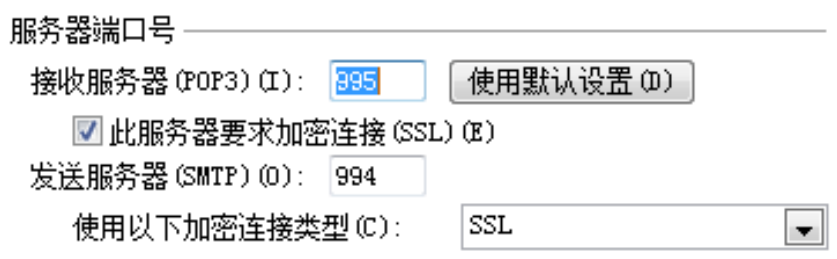 服务器端口号
接收服务器(POP3)(I): 995 使用默认设置(D)
此服务器要求加密连接(SSL)(E)
发送服务器(SMTP)(O): 994
使用以下加密连接类型(C): SSL